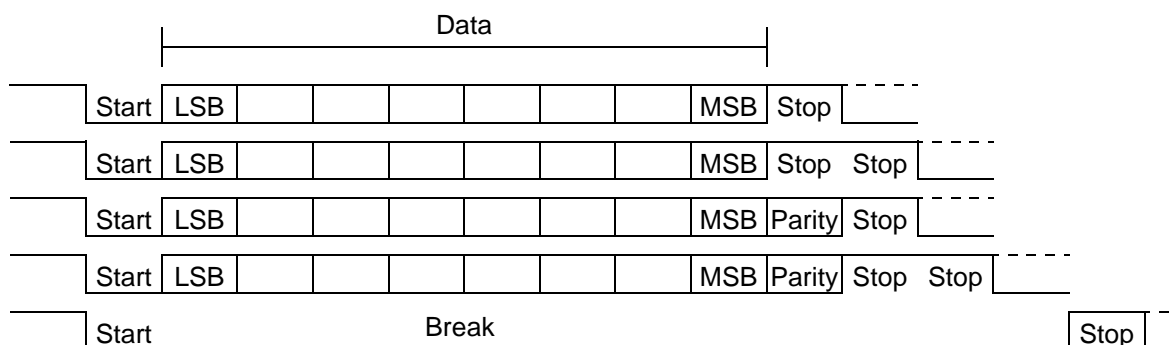 Data
Start LSB MSB Stop
Start LSB MSB Stop Stop
Start LSB MSB Parity Stop
Start LSB MSB Parity Stop Stop
Start Break Stop